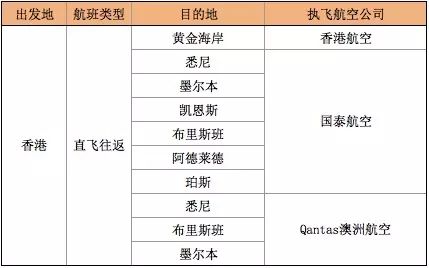 出发地 航班类型 目的地 执飞航空公司
黄金海岸 香港航空
悉尼
墨尔本
凯恩斯
香港 直飞往返 布里斯班 国泰航空
阿德莱德
珀斯
悉尼
布里斯班 Qantas澳洲航空
墨尔本